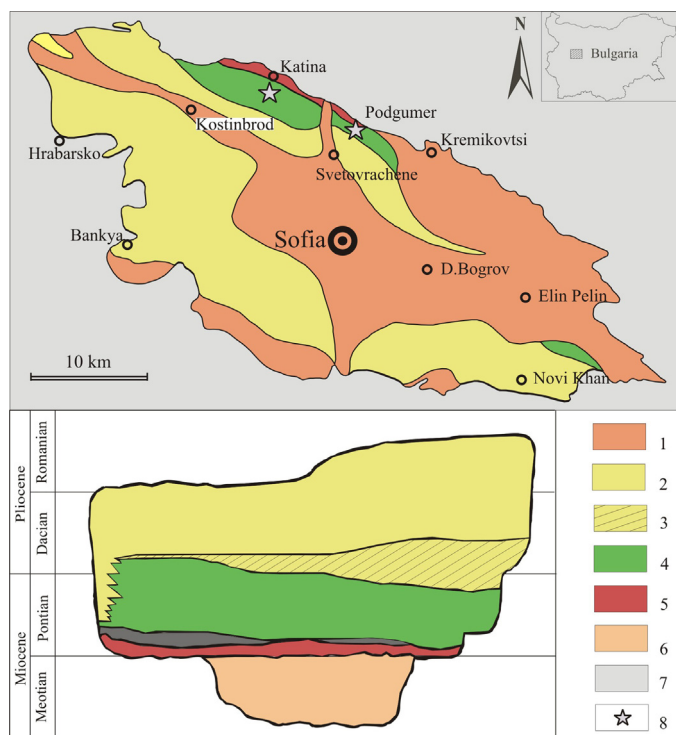 N
Bulgaria
Katina
Podgumer
Kostinbrod
Kremikovtsi
Hrabarsko
Svetovrachene
Bankya
Sofia
D.Bogrov
Elin Pelin
10 km
Novi Khan
Pliocene
Romanian
Dacian
Miocene
Pontian
Meotian
1
2
3
4
5
6
7
8